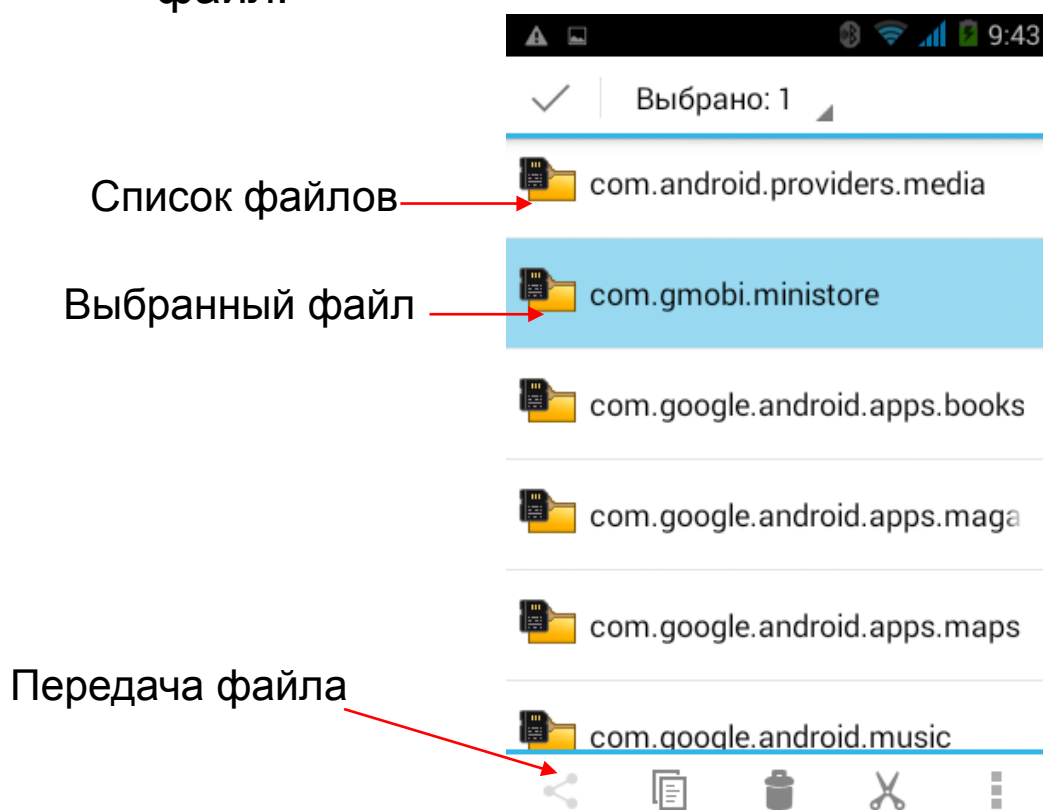 файл.
9:43
Выбрано: 1
com.android.providers.media
Список файлов
com.gmobi.ministore
Выбранный файл
com.google.android.apps.books
com.google.android.apps.maga
com.google.android.apps.maps
Передача файла
com.google.android.music